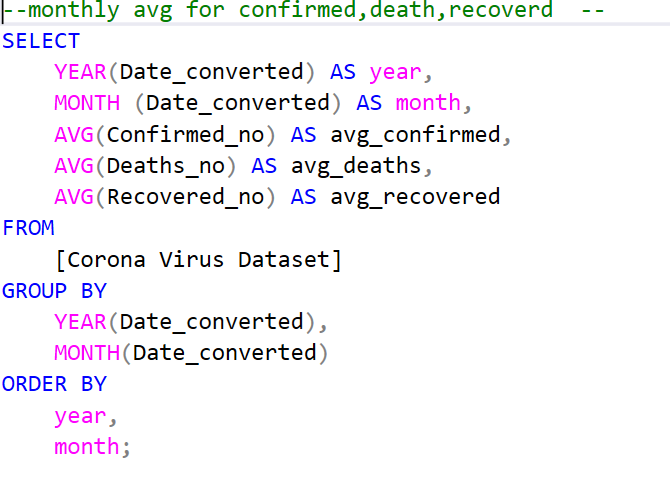 --monthly avg for confirmed,death,recoverd  --
SELECT
    YEAR(Date_converted) AS year,
    MONTH (Date_converted) AS month,
    AVG(Confirmed_no) AS avg_confirmed,
    AVG(Deaths_no) AS avg_deaths,
    AVG(Recovered_no) AS avg_recovered
FROM
    [Corona Virus Dataset]
GROUP BY
    YEAR(Date_converted),
    MONTH(Date_converted)
ORDER BY
    year,
    month;